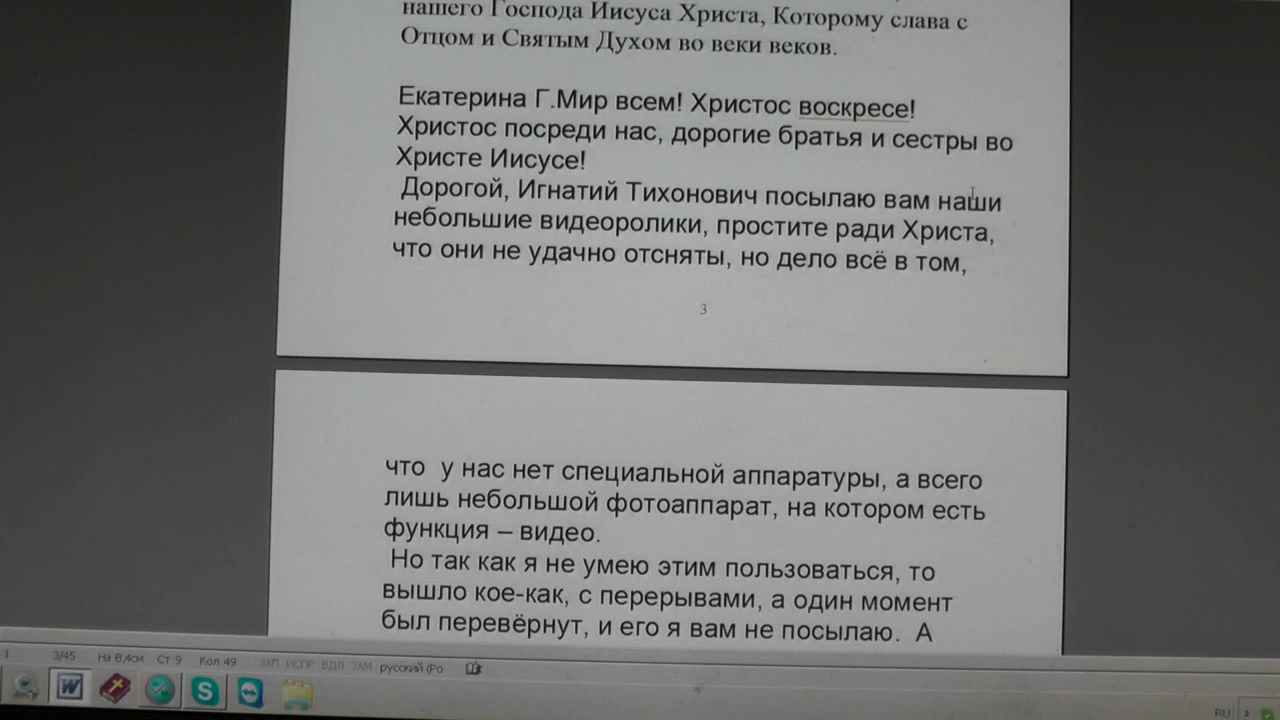 нашего Господа Иисуса Христа, Которому слава с
Отцом и Святым Духом во веки веков.
Екатерина Г.Мир всем! Христос воскресе!
Христос посреди нас, дорогие братья и сестры во
Христе Иисусе!
Дорогой, Игнатий Тихонович посылаю вам наши
небольшие видеоролики, простите ради Христа,
что они не удачно отсняты, но дело всё в том,
3
что у нас нет специальной аппаратуры, а всего
лишь небольшой фотоаппарат, на котором есть
функция – видео.
Но так как я не умею этим пользоваться, то
вышло кое-как, с перерывами, а один момент
был перевёрнут, и его я вам не посылаю. А
1 3/45 На 8,4см Ст 9 Кол 49 ЗАП ИСПР ВДЛ ЗАМ русский (Ро
RU